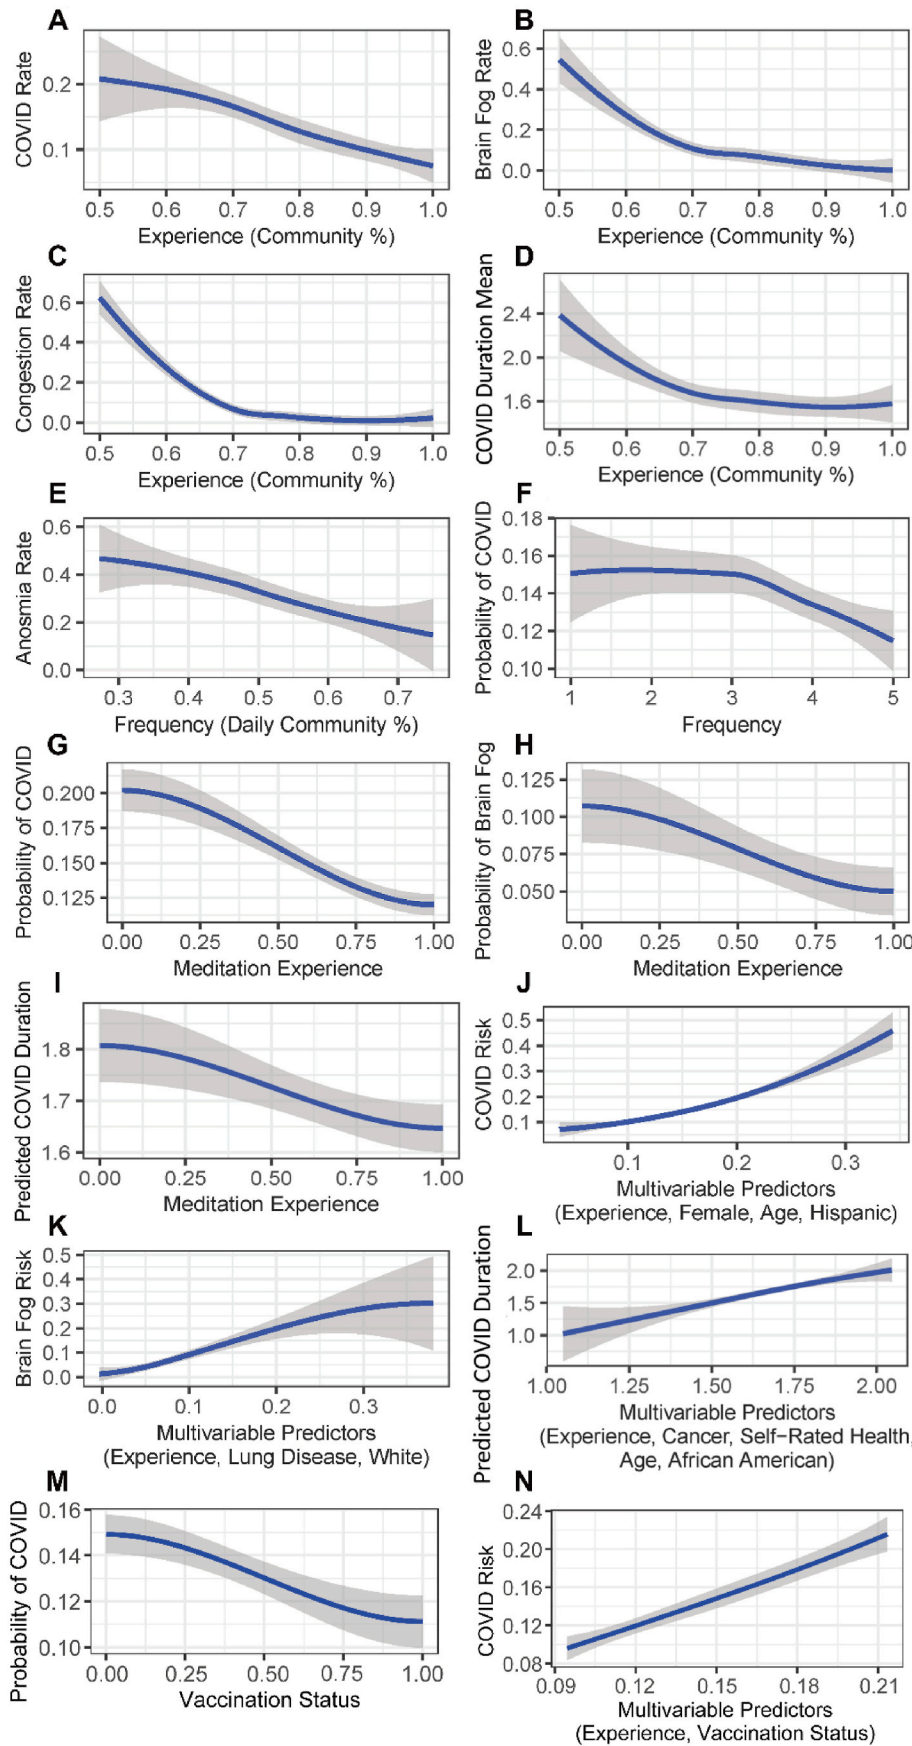 A
COVID Rate
0.2
0.1
0.5 0.6 0.7 0.8 0.9 1.0
Experience (Community %)
B
Brain Fog Rate
0.6
0.4
0.2
0.0
0.5 0.6 0.7 0.8 0.9 1.0
Experience (Community %)
C
Congestion Rate
0.6
0.4
0.2
0.0
0.5 0.6 0.7 0.8 0.9 1.0
Experience (Community %)
D
COVID Duration Mean
2.4
2.0
1.6
0.5 0.6 0.7 0.8 0.9 1.0
Experience (Community %)
E
Anosmia Rate
0.6
0.4
0.2
0.0
0.3 0.4 0.5 0.6 0.7
Frequency (Daily Community %)
F
Probability of COVID
0.18
0.16
0.14
0.12
0.10
1 2 3 4 5
Frequency
G
Probability of COVID
0.200
0.175
0.150
0.125
0.00 0.25 0.50 0.75 1.00
Meditation Experience
H
Probability of Brain Fog
0.125
0.100
0.075
0.050
0.00 0.25 0.50 0.75 1.00
Meditation Experience
I
Predicted COVID Duration
1.8
1.7
1.6
0.00 0.25 0.50 0.75 1.00
Meditation Experience
J
COVID Risk
0.5
0.4
0.3
0.2
0.1
0.1 0.2 0.3
Multivariable Predictors
(Experience, Female, Age, Hispanic)
K
Brain Fog Risk
0.5
0.4
0.3
0.2
0.1
0.0
0.0 0.1 0.2 0.3
Multivariable Predictors
(Experience, Lung Disease, White)
L
Predicted COVID Duration
2.0
1.5
1.0
1.00 1.25 1.50 1.75 2.00
Multivariable Predictors
(Experience, Cancer, Self−Rated Health,
Age, African American)
M
Probability of COVID
0.16
0.14
0.12
0.10
0.00 0.25 0.50 0.75 1.00
Vaccination Status
N
COVID Risk
0.24
0.20
0.16
0.12
0.08
0.09 0.12 0.15 0.18 0.21
Multivariable Predictors
(Experience, Vaccination Status)